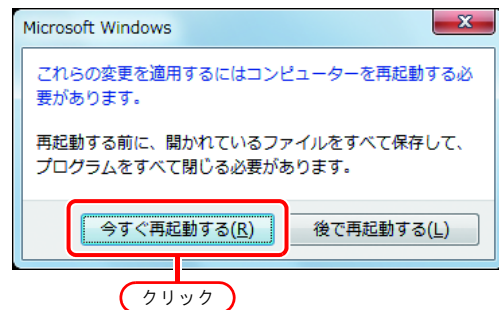 Microsoft Windows
これらの変更を適用するにはコンピューターを再起動する必
要があります。
再起動する前に、開かれているファイルをすべて保存して、
プログラムをすべて閉じる必要があります。
今すぐ再起動する(R) 後で再起動する(L)
クリック